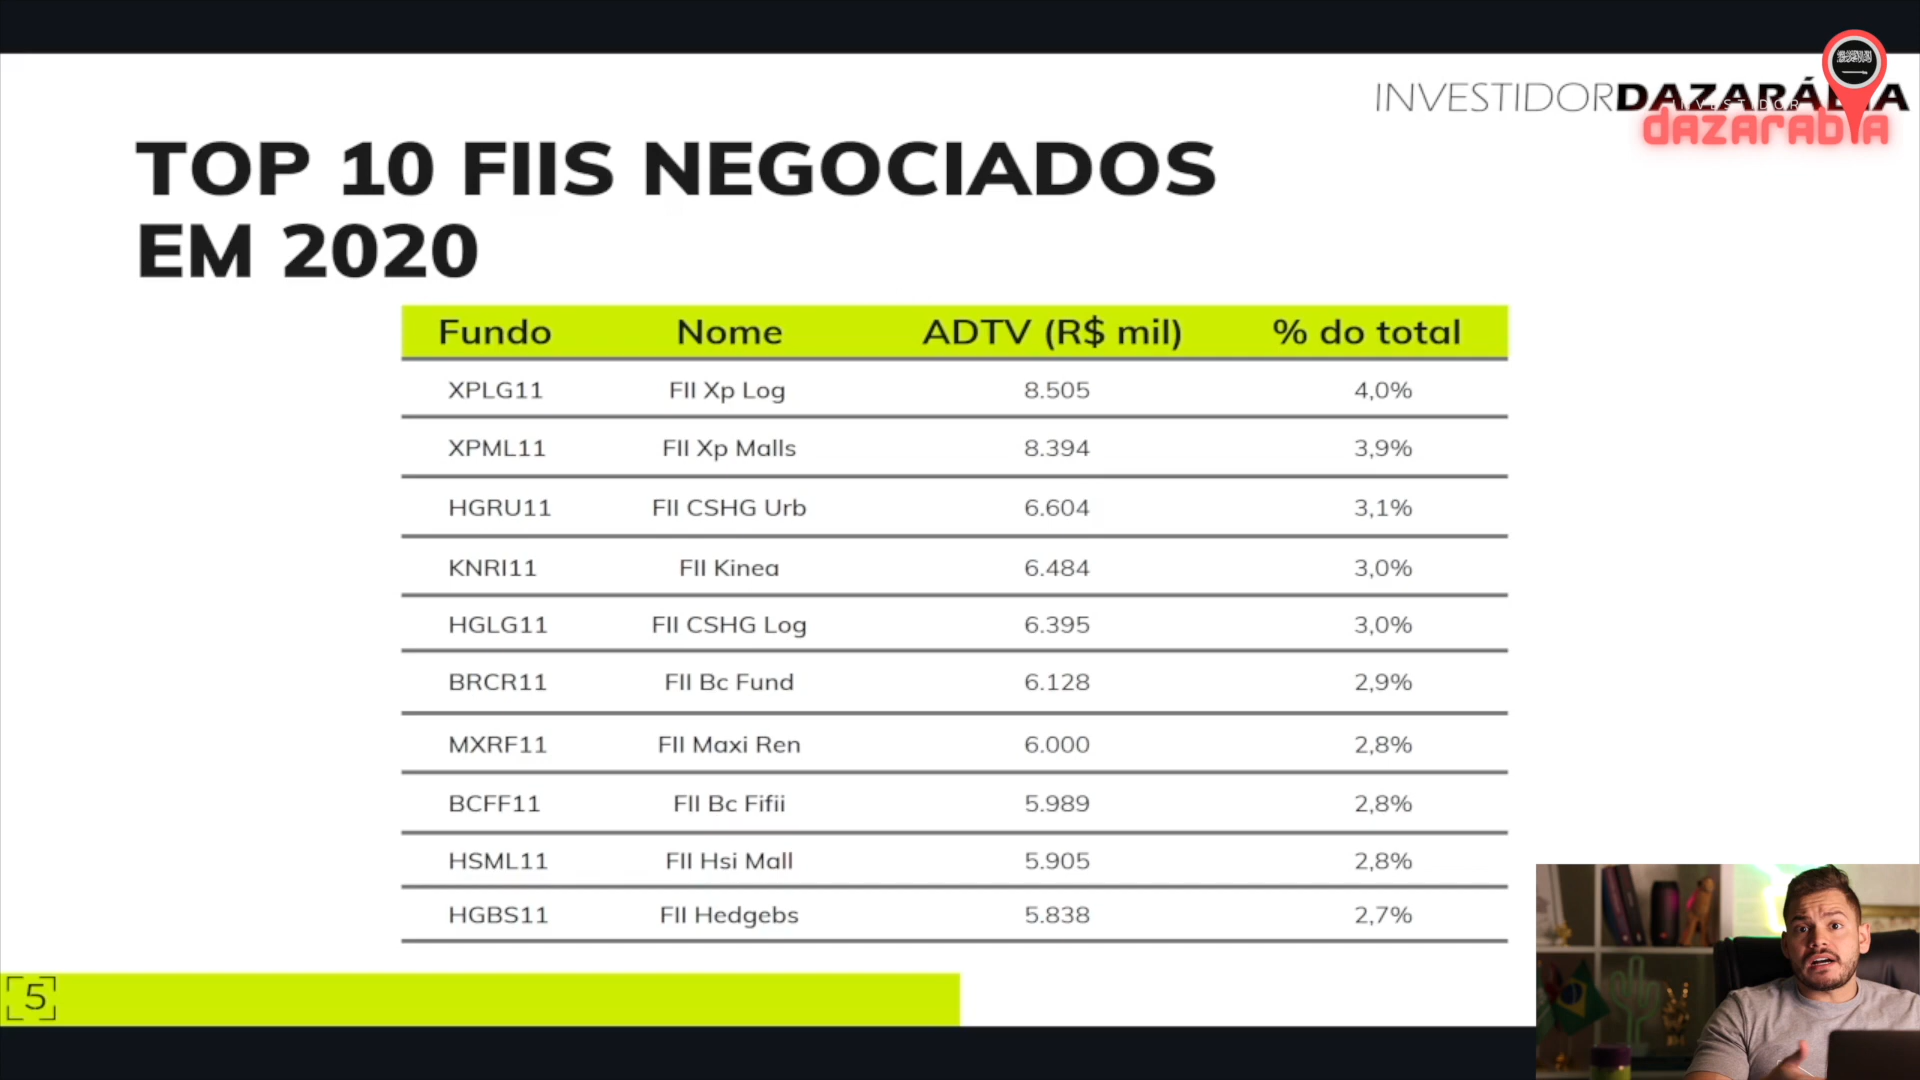 INVESTIDORDAZARÁBIA
INVESTIDOR
dazarabia
TOP 10 FIIS NEGOCIADOS
EM 2020
Fundo Nome ADTV (R$ mil) % do total
XPLG11 FII Xp Log 8.505 4,0%
XPML11 FII Xp Malls 8.394 3,9%
HGRU11 FII CSHG Urb 6.604 3,1%
KNRI11 FII Kinea 6.484 3,0%
HGLG11 FII CSHG Log 6.395 3,0%
BRCR11 FII Bc Fund 6.128 2,9%
MXRF11 FII Maxi Ren 6.000 2,8%
BCFF11 FII Bc Fifii 5.989 2,8%
HSML11 FII Hsi Mall 5.905 2,8%
HGBS11 FII Hedgebs 5.838 2,7%
5